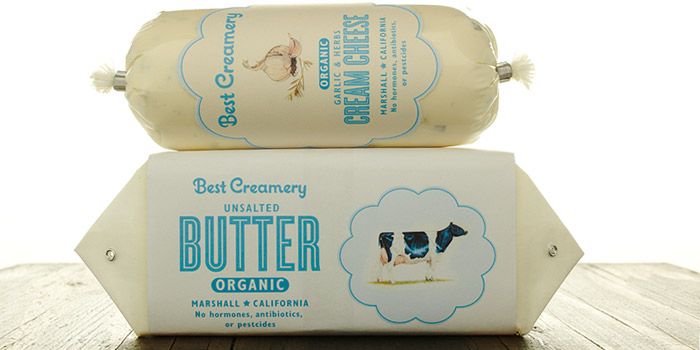 Best Creamery
ORGANIC
GARLIC & HERBS
CREAM CHEESE
MARSHALL ★ CALIFORNIA
No hormones, antibiotics,
or pestcides
Best Creamery
UNSALTED
BUTTER
ORGANIC
MARSHALL ★ CALIFORNIA
No hormones, antibiotics,
or pestcides